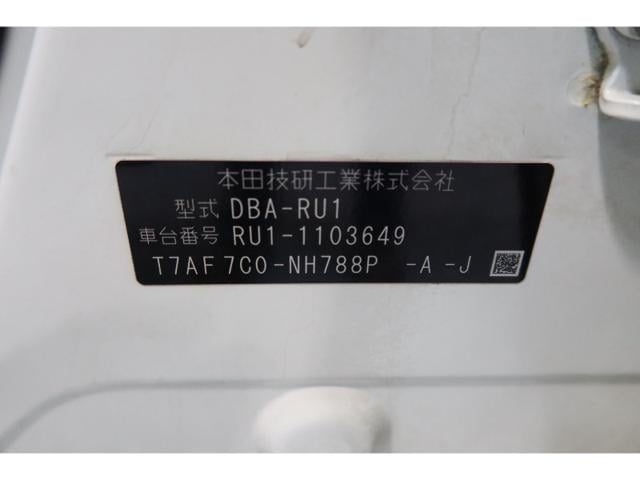 本田技研工業株式会社
型式 DBA-RU1
車台番号 RU1-1103649
T7AF7C0-NH788P -A -J